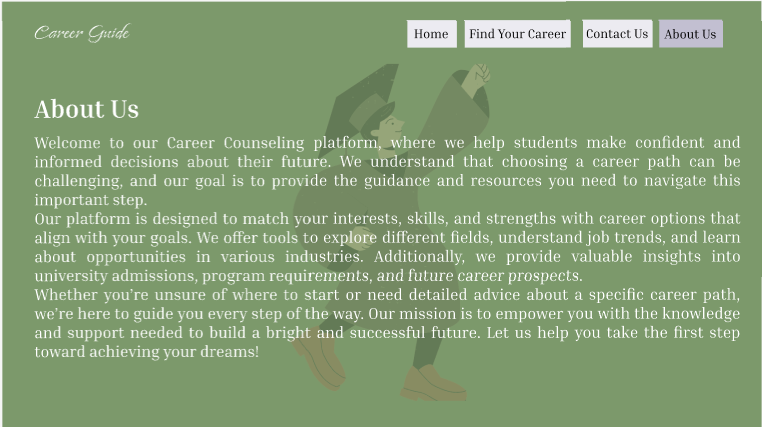 Career Guide
Home Find Your Career Contact Us About Us
About Us
Welcome to our Career Counseling platform, where we help students make confident and
informed decisions about their future. We understand that choosing a career path can be
challenging, and our goal is to provide the guidance and resources you need to navigate this
important step.
Our platform is designed to match your interests, skills, and strengths with career options that
align with your goals. We offer tools to explore different fields, understand job trends, and learn
about opportunities in various industries. Additionally, we provide valuable insights into
university admissions, program requirements, and future career prospects.
Whether you’re unsure of where to start or need detailed advice about a specific career path,
we’re here to guide you every step of the way. Our mission is to empower you with the knowledge
and support needed to build a bright and successful future. Let us help you take the first step
toward achieving your dreams!